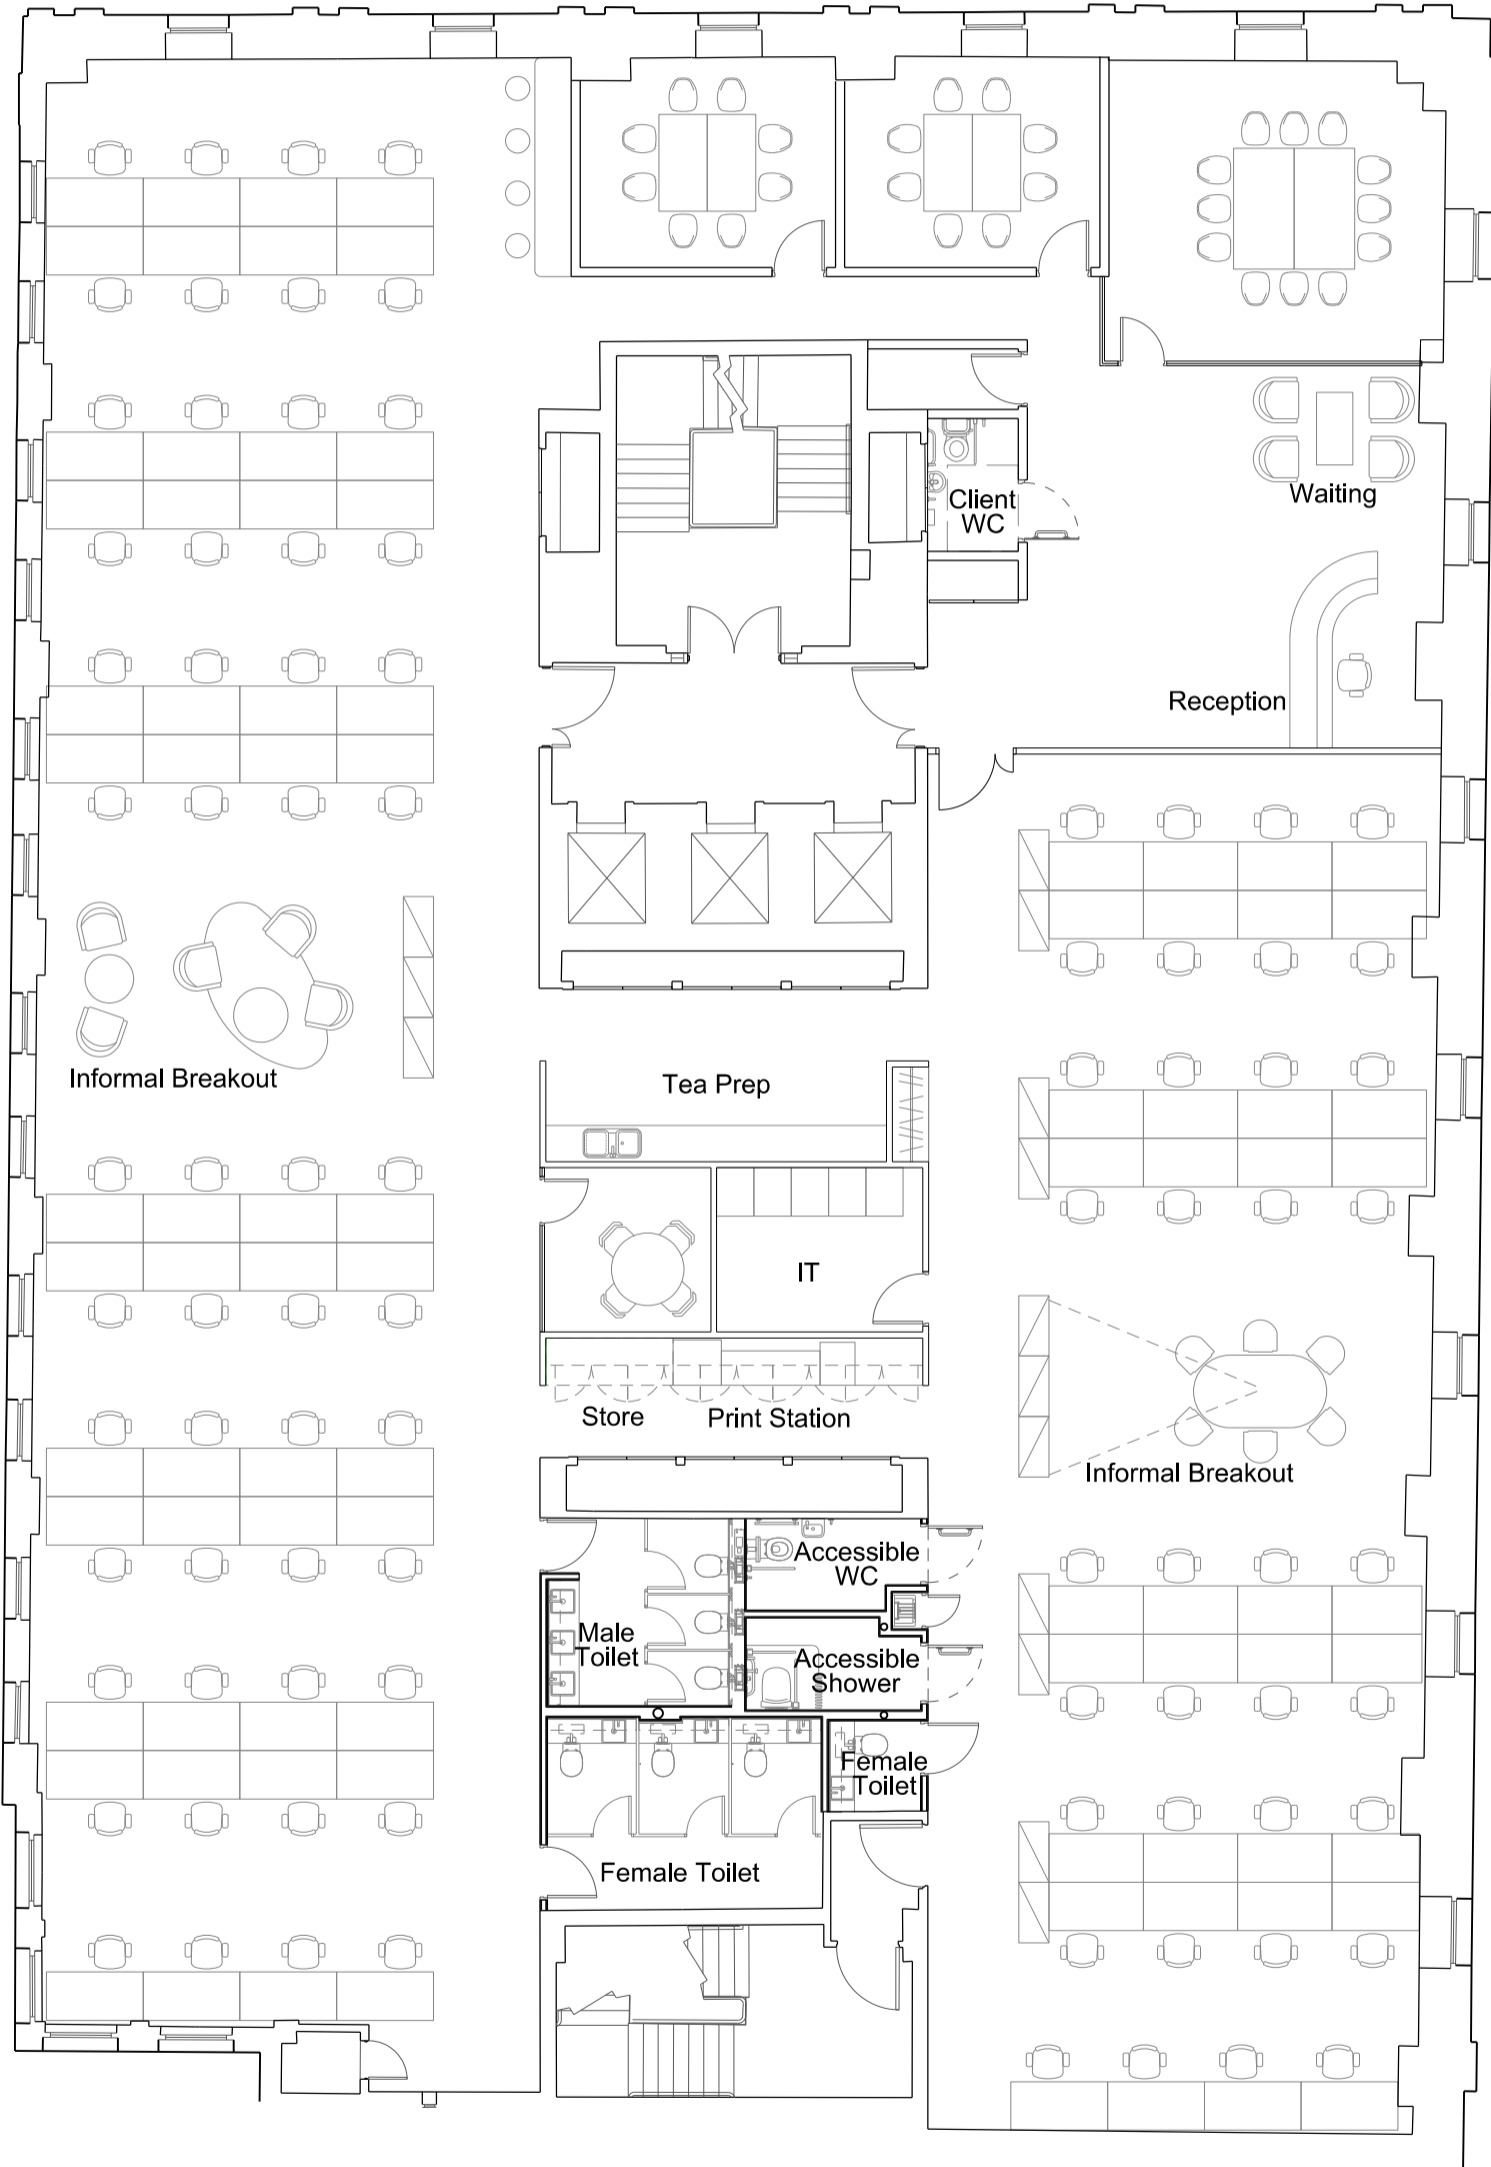 Client
WC
Waiting
Reception
Informal Breakout
Tea Prep
IT
Store
Print Station
Informal Breakout
Accessible
WC
Male
Toilet
Accessible
Shower
Female
Toilet
Female Toilet